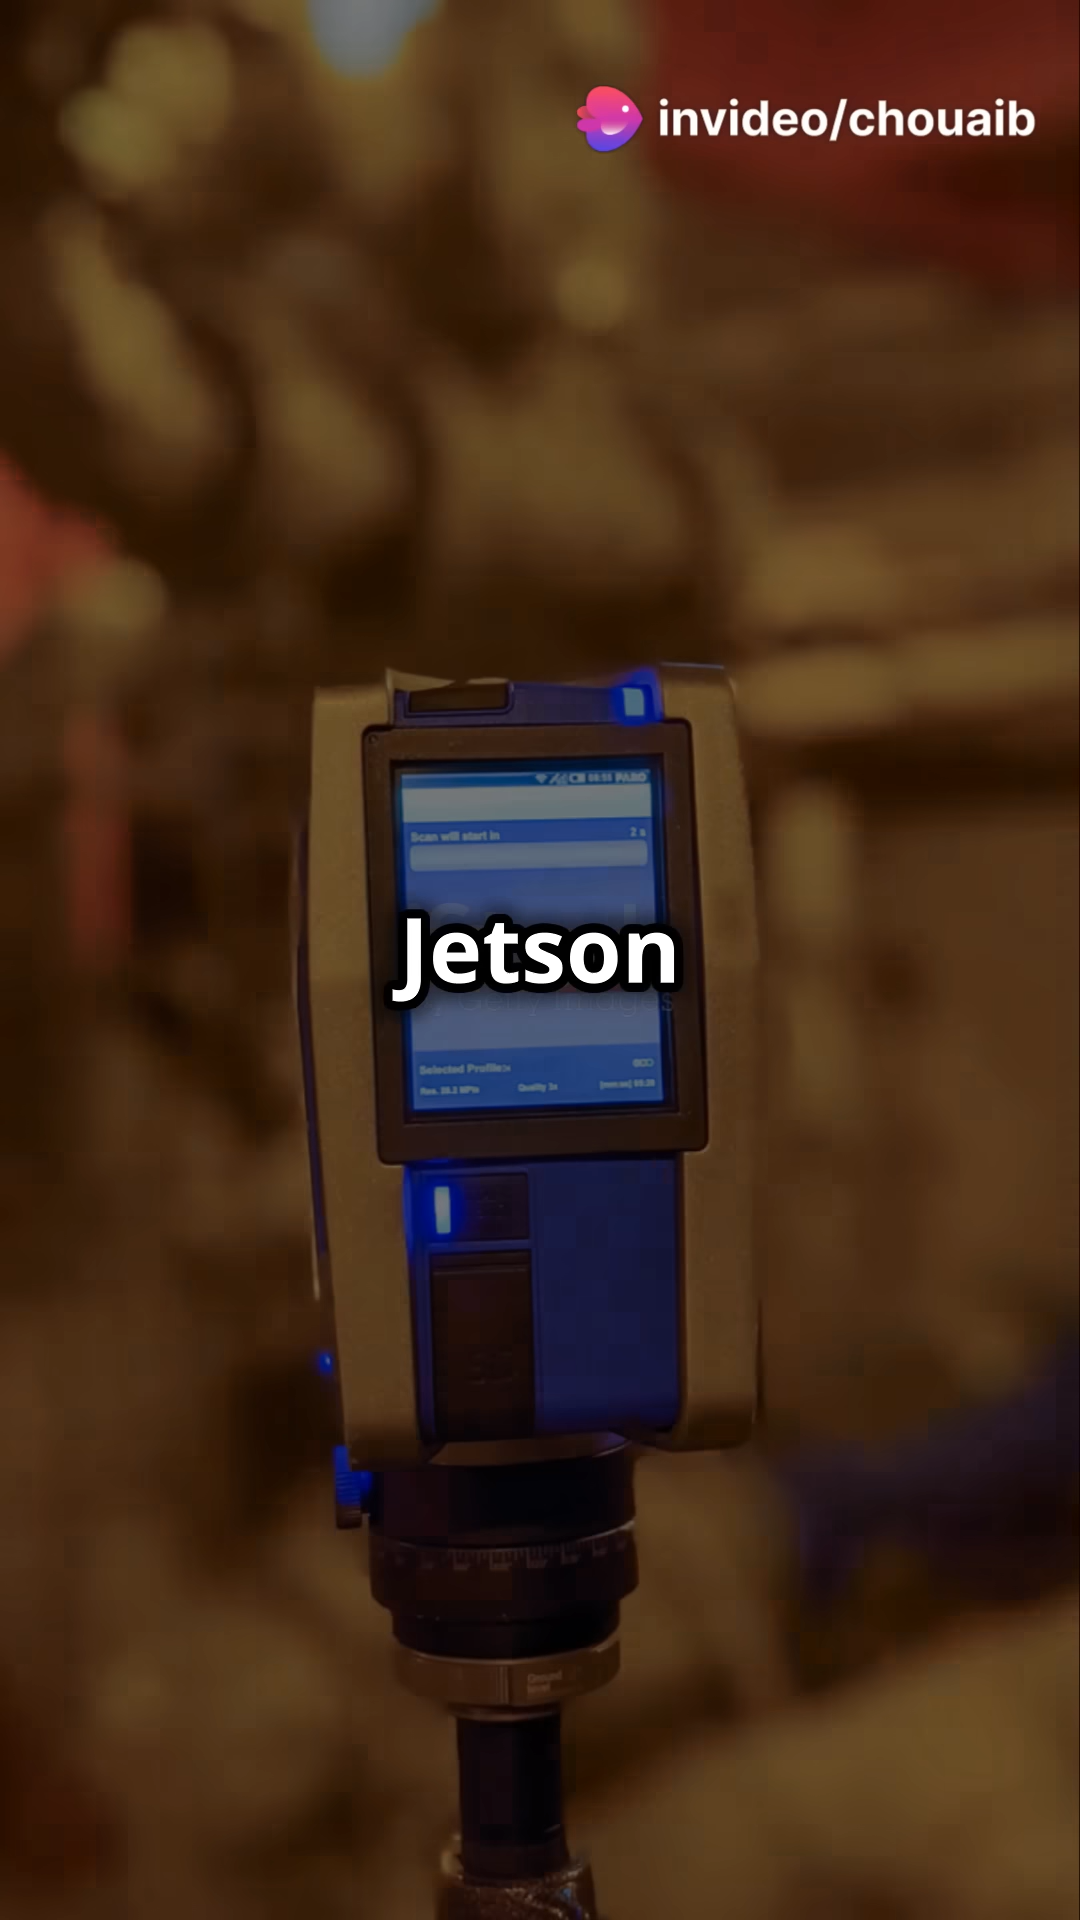 invideo/chouaib
FARO
Scan will start in 2 s
Jetson
Selected Profile:
Quality 3x